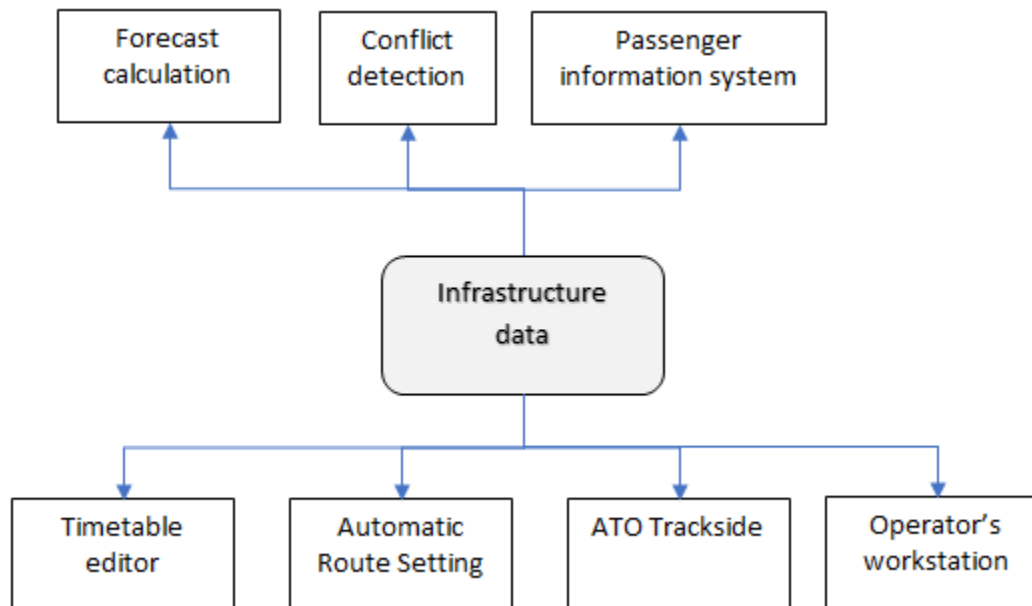 Forecast
calculation
Conflict
detection
Passenger
information system
Infrastructure
data
Timetable
editor
Automatic
Route Setting
ATO Trackside
Operator’s
workstation